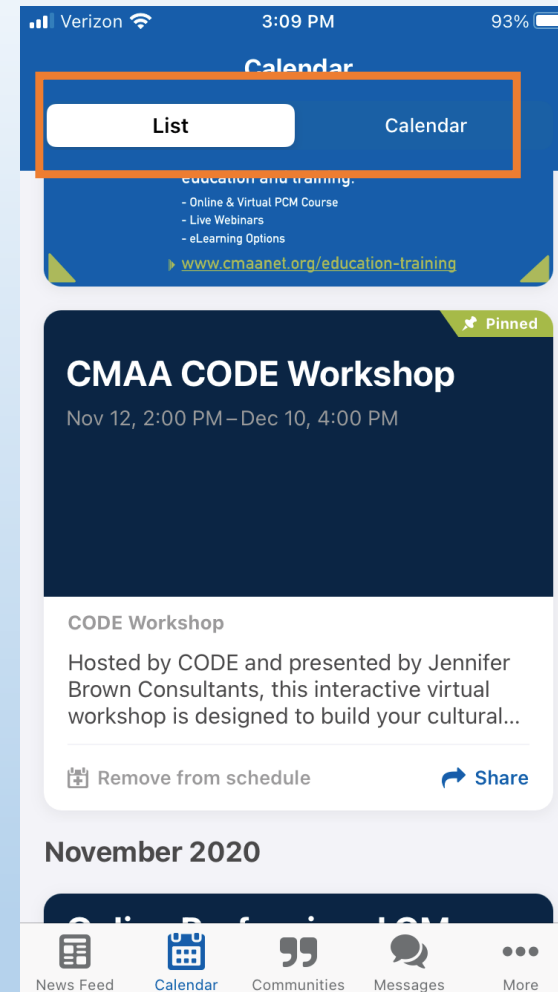 Verizon 3:09 PM 93%
Calendar
List Calendar
education and training.
- Online & Virtual PCM Course
- Live Webinars
- eLearning Options
www.cmaanet.org/education-training
Pinned
CMAA CODE Workshop
Nov 12, 2:00 PM – Dec 10, 4:00 PM
CODE Workshop
Hosted by CODE and presented by Jennifer
Brown Consultants, this interactive virtual
workshop is designed to build your cultural...
Remove from schedule Share
November 2020
News Feed Calendar Communities Messages More